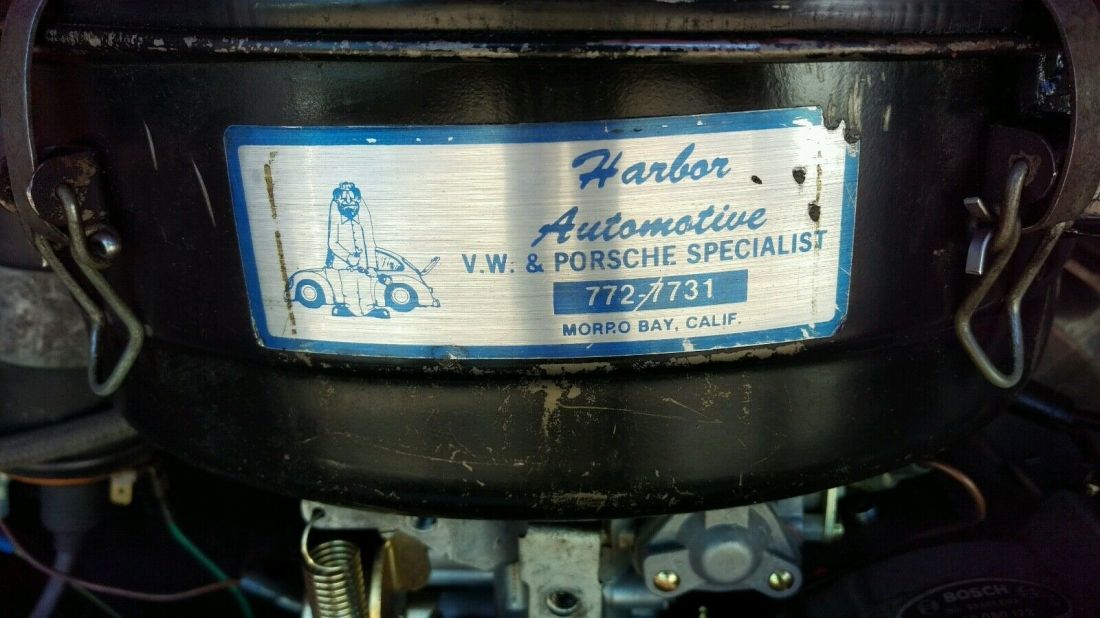 Harbor
Automotive
V.W. & PORSCHE SPECIALIST
772-7731
MORRO BAY, CALIF.
BOSCH